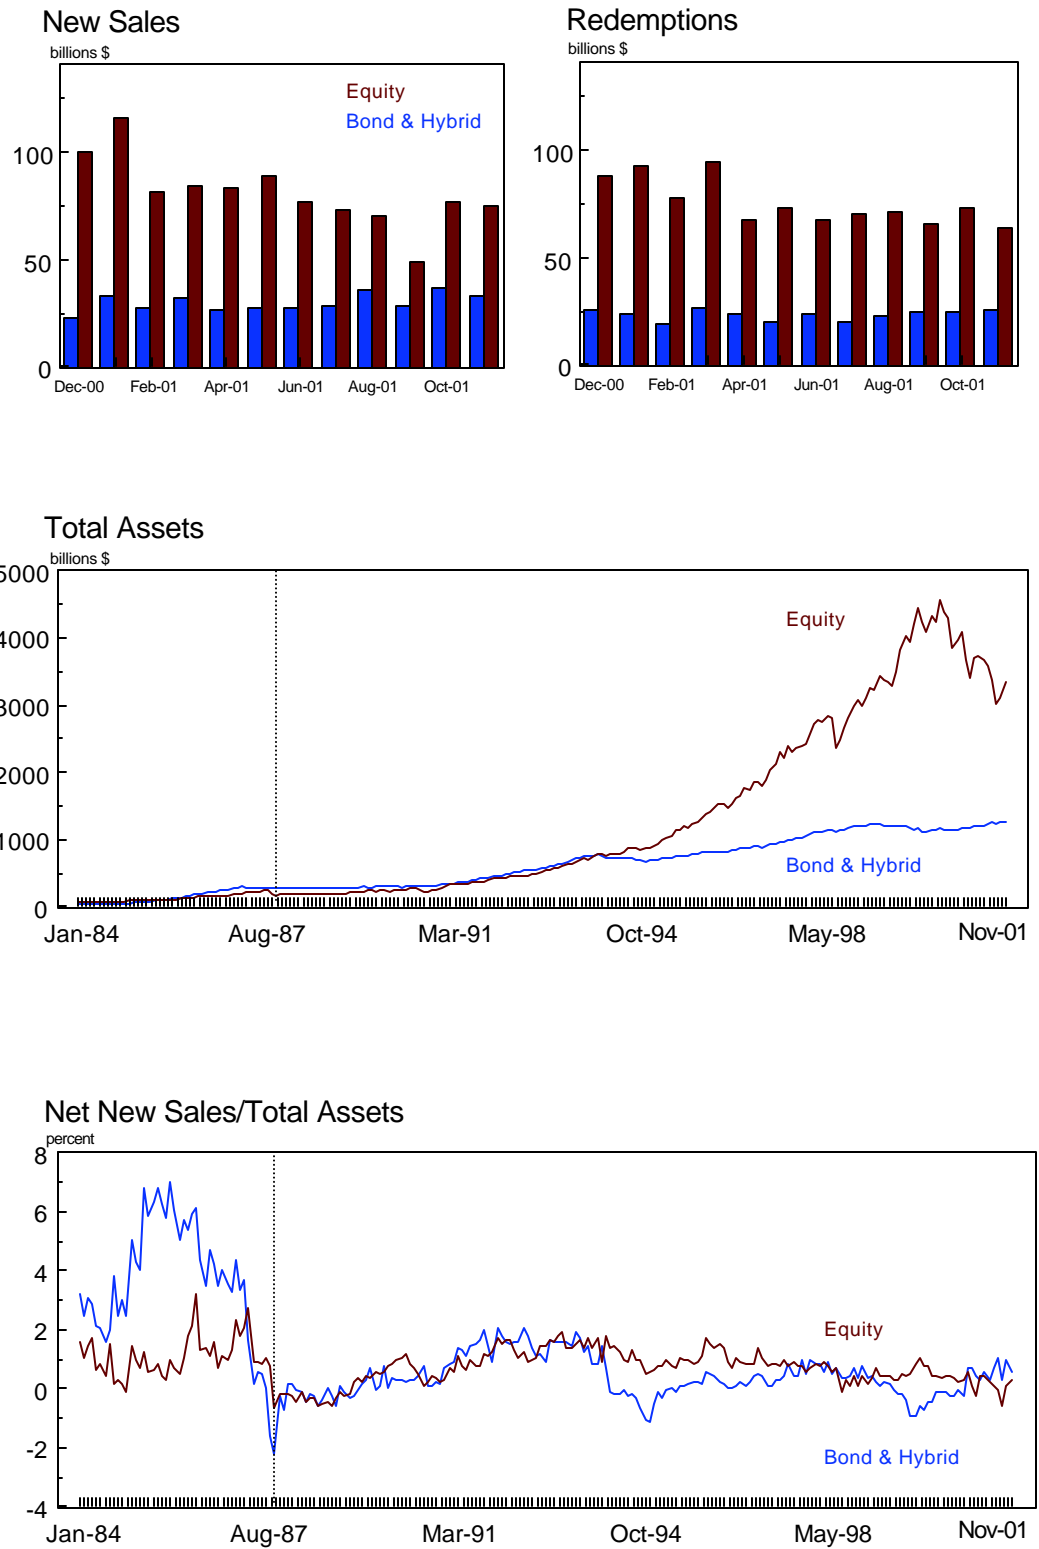 New Sales
billions $
Equity
Bond & Hybrid
100
50
0
Dec-00 Feb-01 Apr-01 Jun-01 Aug-01 Oct-01
Redemptions
billions $
100
50
0
Dec-00 Feb-01 Apr-01 Jun-01 Aug-01 Oct-01
Total Assets
billions $
5000
4000
3000
2000
1000
0
Equity
Bond & Hybrid
Jan-84 Aug-87 Mar-91 Oct-94 May-98 Nov-01
Net New Sales/Total Assets
percent
8
6
4
2
0
-2
-4
Equity
Bond & Hybrid
Jan-84 Aug-87 Mar-91 Oct-94 May-98 Nov-01